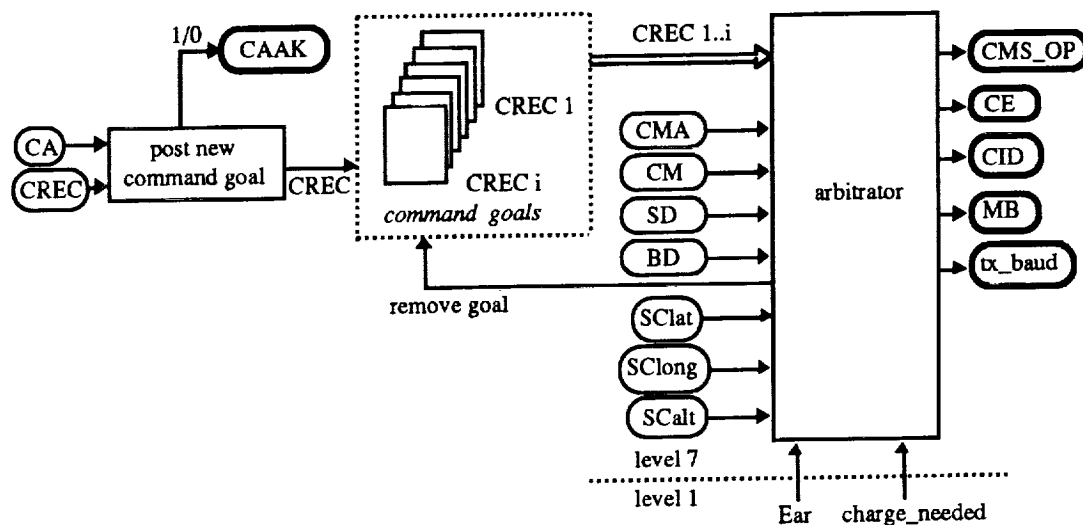 1/0
CAAK
CA
CREC
post new
command goal
CREC
CREC 1
CREC i
command goals
remove goal
CREC 1..i
CMA
CM
SD
BD
SClat
SClong
SCalt
level 7
level 1
arbitrator
Ear
charge_needed
CMS_OP
CE
CID
MB
tx_baud